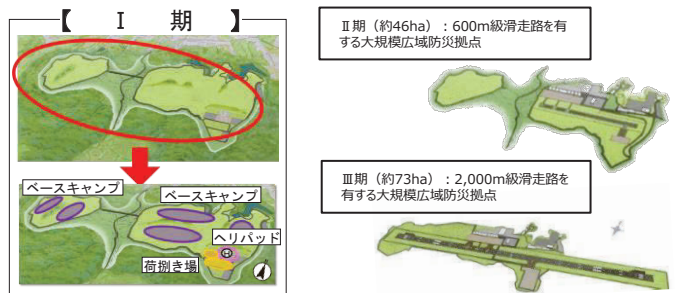 【 Ⅰ 期 】
ベースキャンプ
ベースキャンプ
ヘリパッド
H
荷捌き場
Ⅱ期（約46ha）：600m級滑走路を有
する大規模広域防災拠点
Ⅲ期（約73ha）：2,000m級滑走路を
有する大規模広域防災拠点